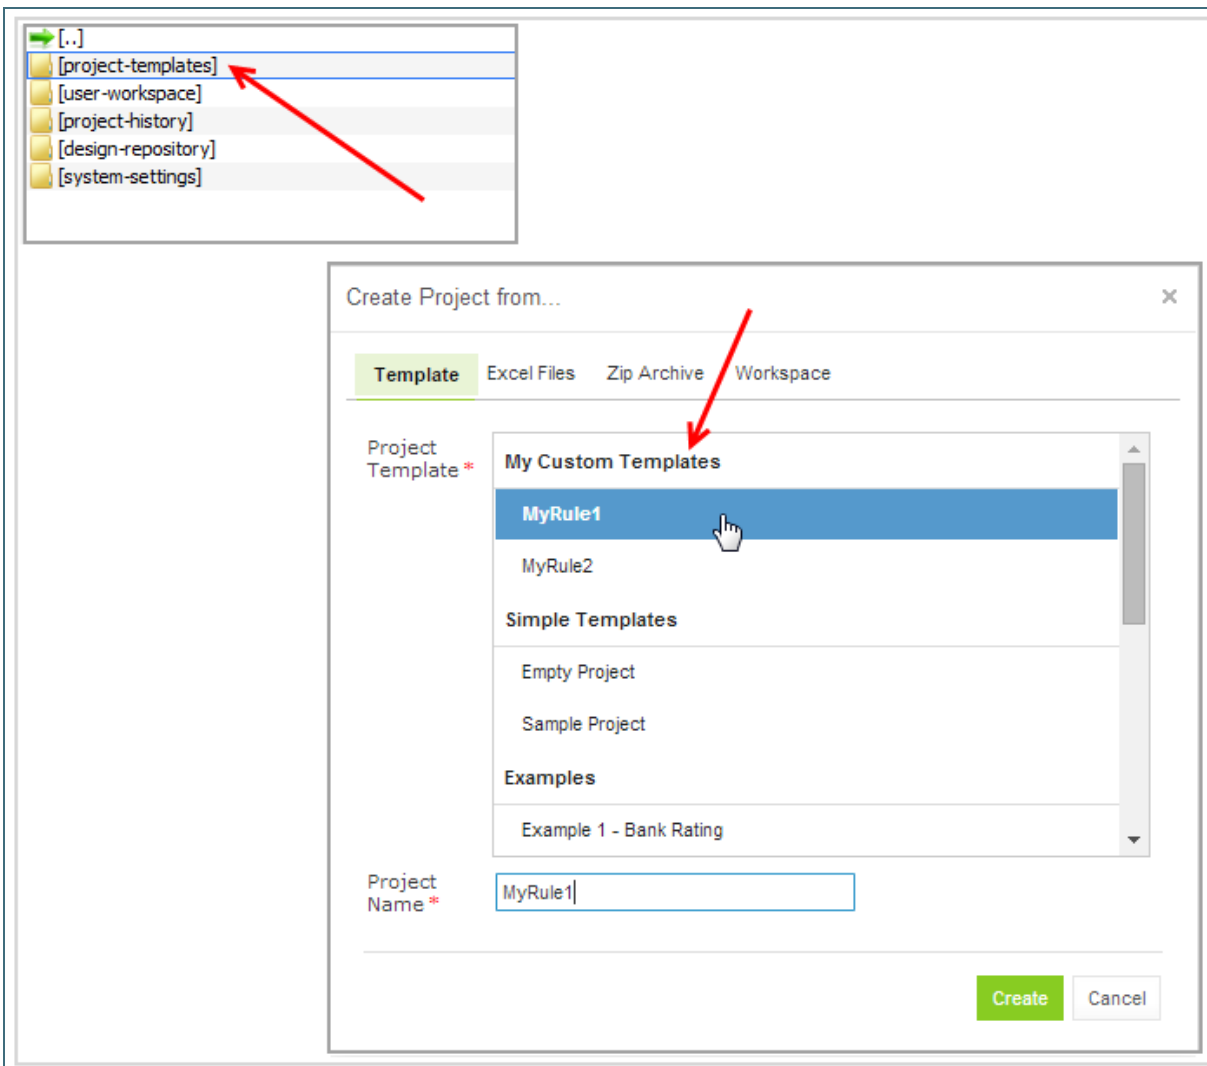 [..]
[project-templates]
[user-workspace]
[project-history]
[design-repository]
[system-settings]
Create Project from...
Template Excel Files Zip Archive Workspace
Project
Template *
My Custom Templates
MyRule1
MyRule2
Simple Templates
Empty Project
Sample Project
Examples
Example 1 - Bank Rating
Project
Name *
MyRule1
Create Cancel